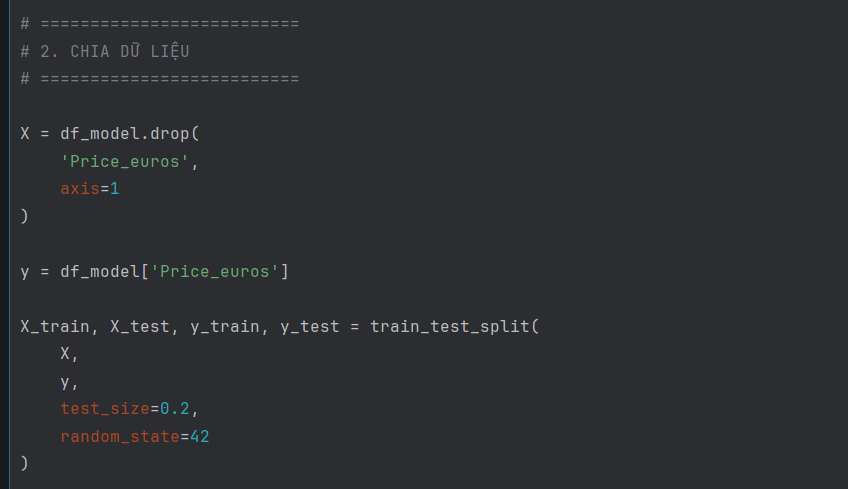 # ==========================
# 2. CHIA DỮ LIỆU
# ==========================
X = df_model.drop(
    'Price_euros',
    axis=1
)
y = df_model['Price_euros']
X_train, X_test, y_train, y_test = train_test_split(
    X,
    y,
    test_size=0.2,
    random_state=42
)